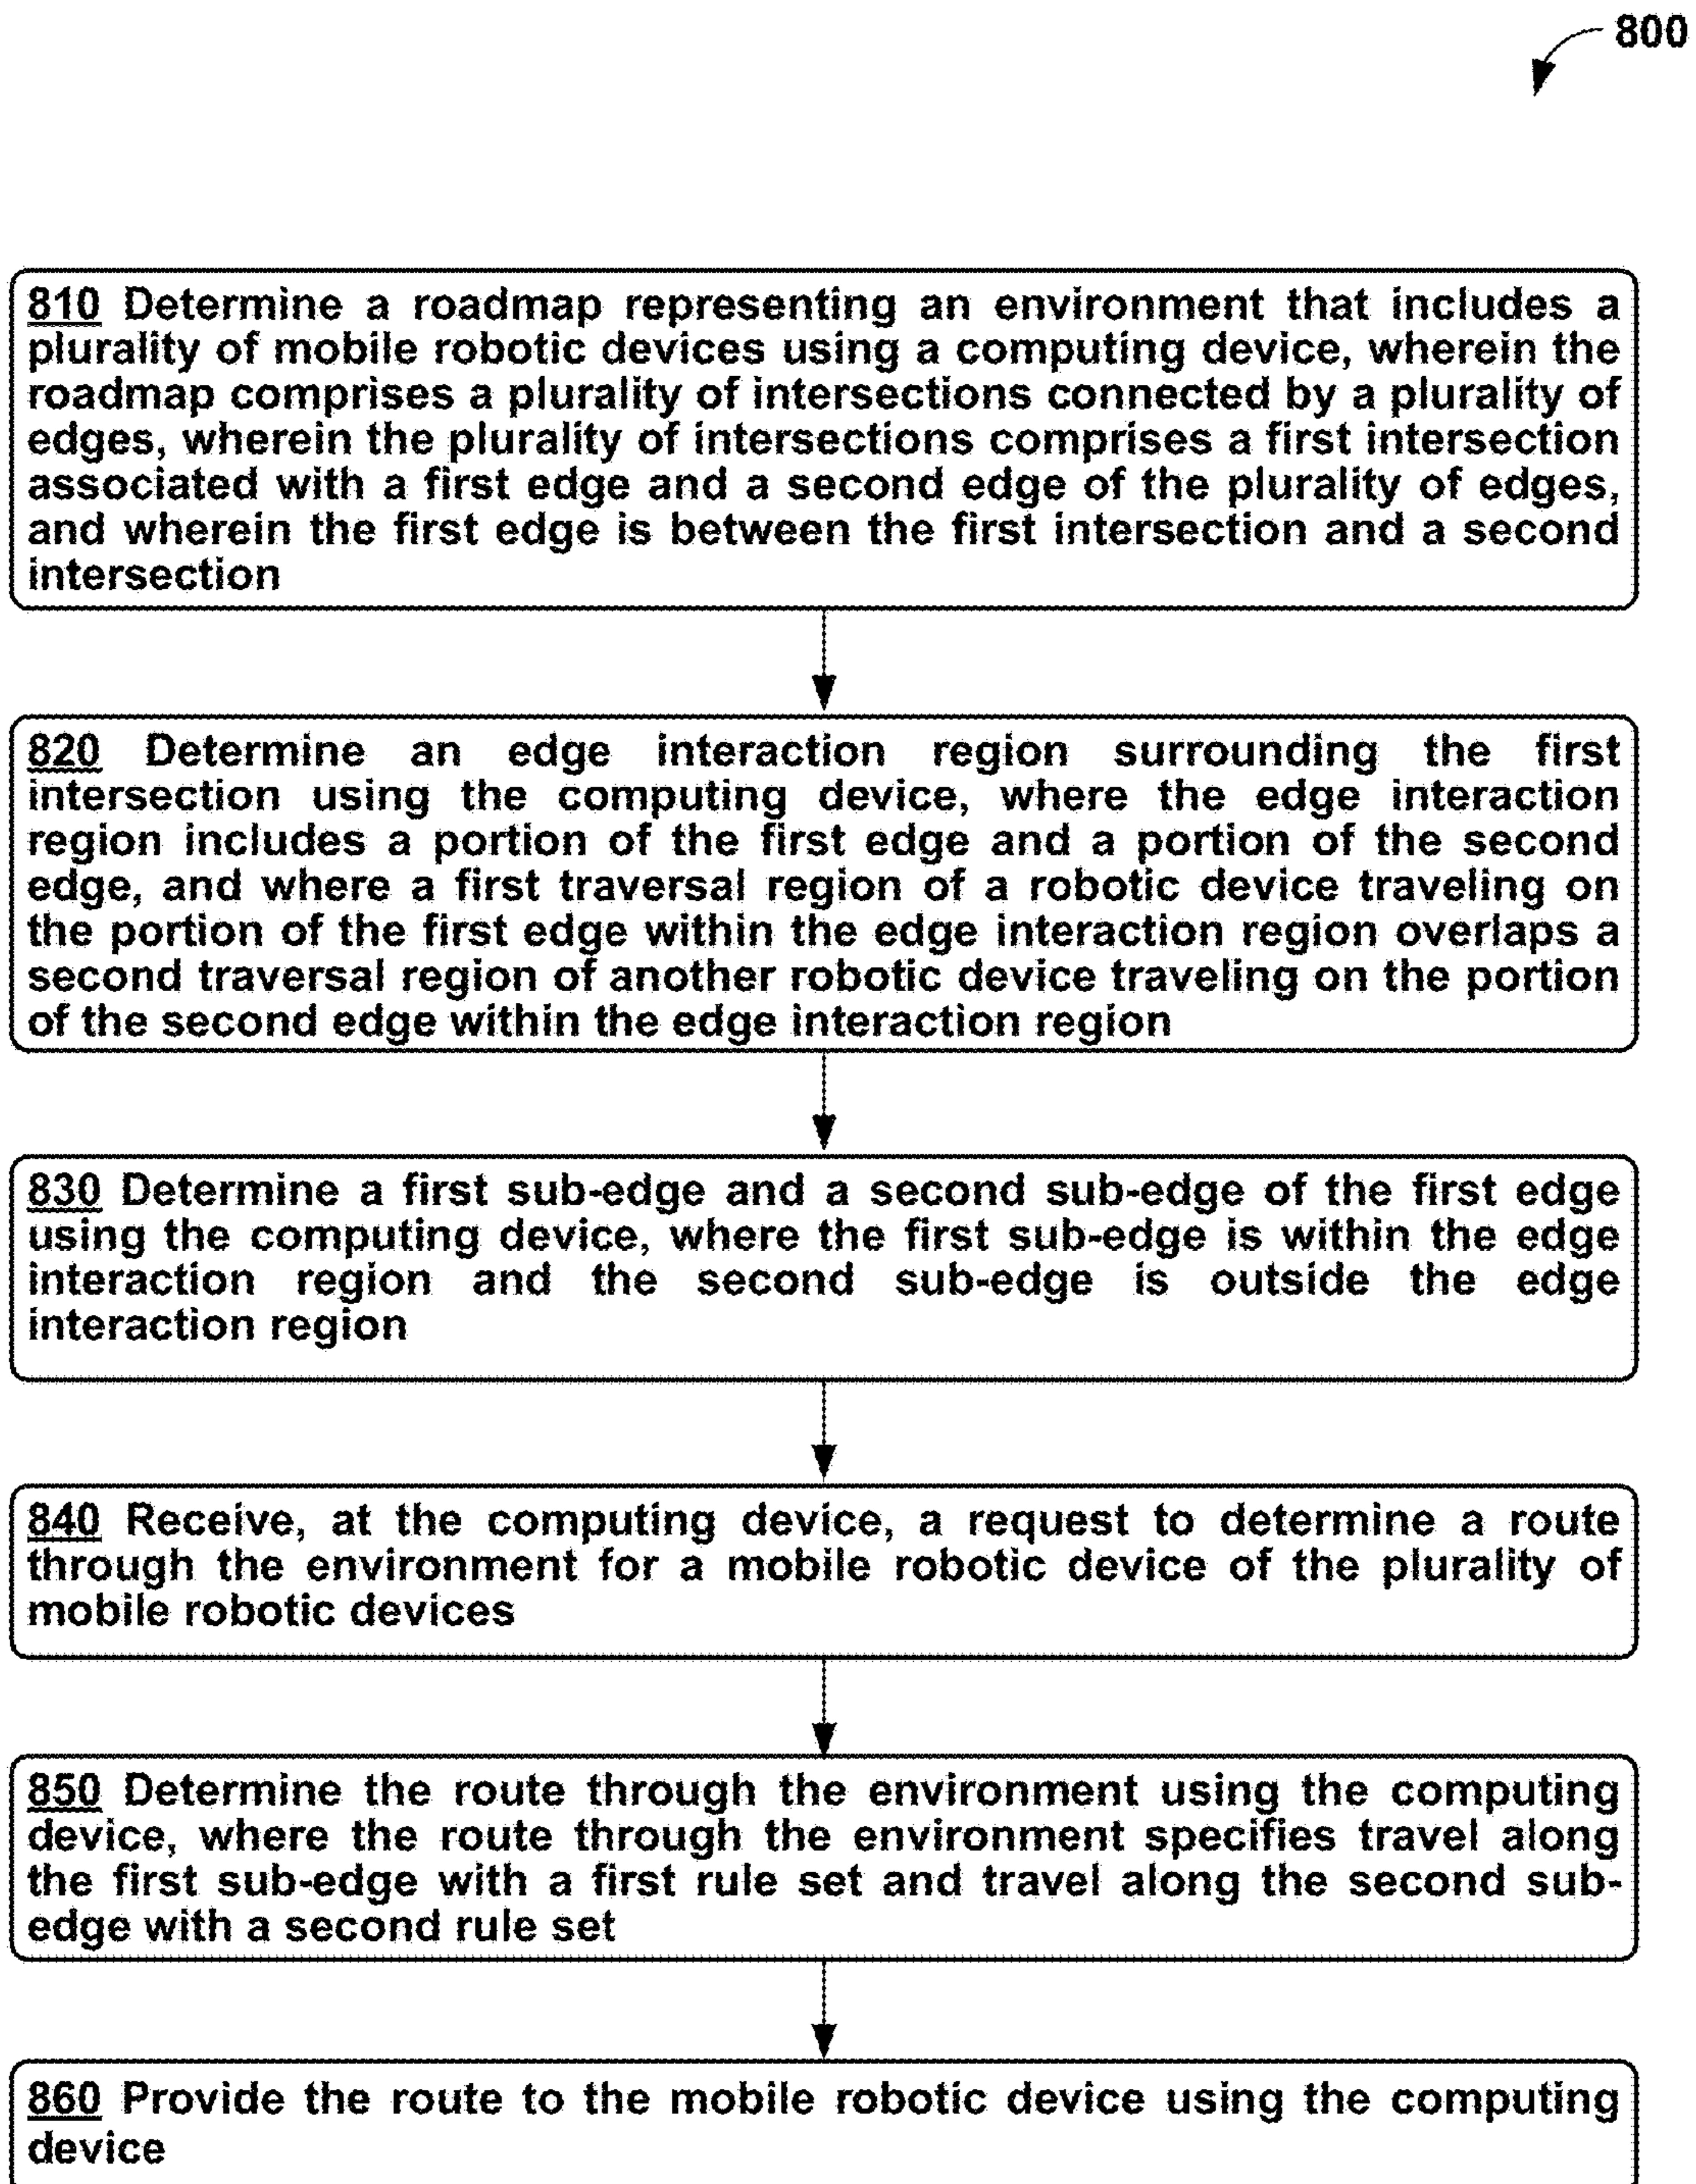 800
810 Determine a roadmap representing an environment that includes a
plurality of mobile robotic devices using a computing device, wherein the
roadmap comprises a plurality of intersections connected by a plurality of
edges, wherein the plurality of intersections comprises a first intersection
associated with a first edge and a second edge of the plurality of edges,
and wherein the first edge is between the first intersection and a second
intersection
820 Determine an edge interaction region surrounding the first
intersection using the computing device, where the edge interaction
region includes a portion of the first edge and a portion of the second
edge, and where a first traversal region of a robotic device traveling on
the portion of the first edge within the edge interaction region overlaps a
second traversal region of another robotic device traveling on the portion
of the second edge within the edge interaction region
830 Determine a first sub-edge and a second sub-edge of the first edge
using the computing device, where the first sub-edge is within the edge
interaction region and the second sub-edge is outside the edge
interaction region
840 Receive, at the computing device, a request to determine a route
through the environment for a mobile robotic device of the plurality of
mobile robotic devices
850 Determine the route through the environment using the computing
device, where the route through the environment specifies travel along
the first sub-edge with a first rule set and travel along the second sub-
edge with a second rule set
860 Provide the route to the mobile robotic device using the computing
device